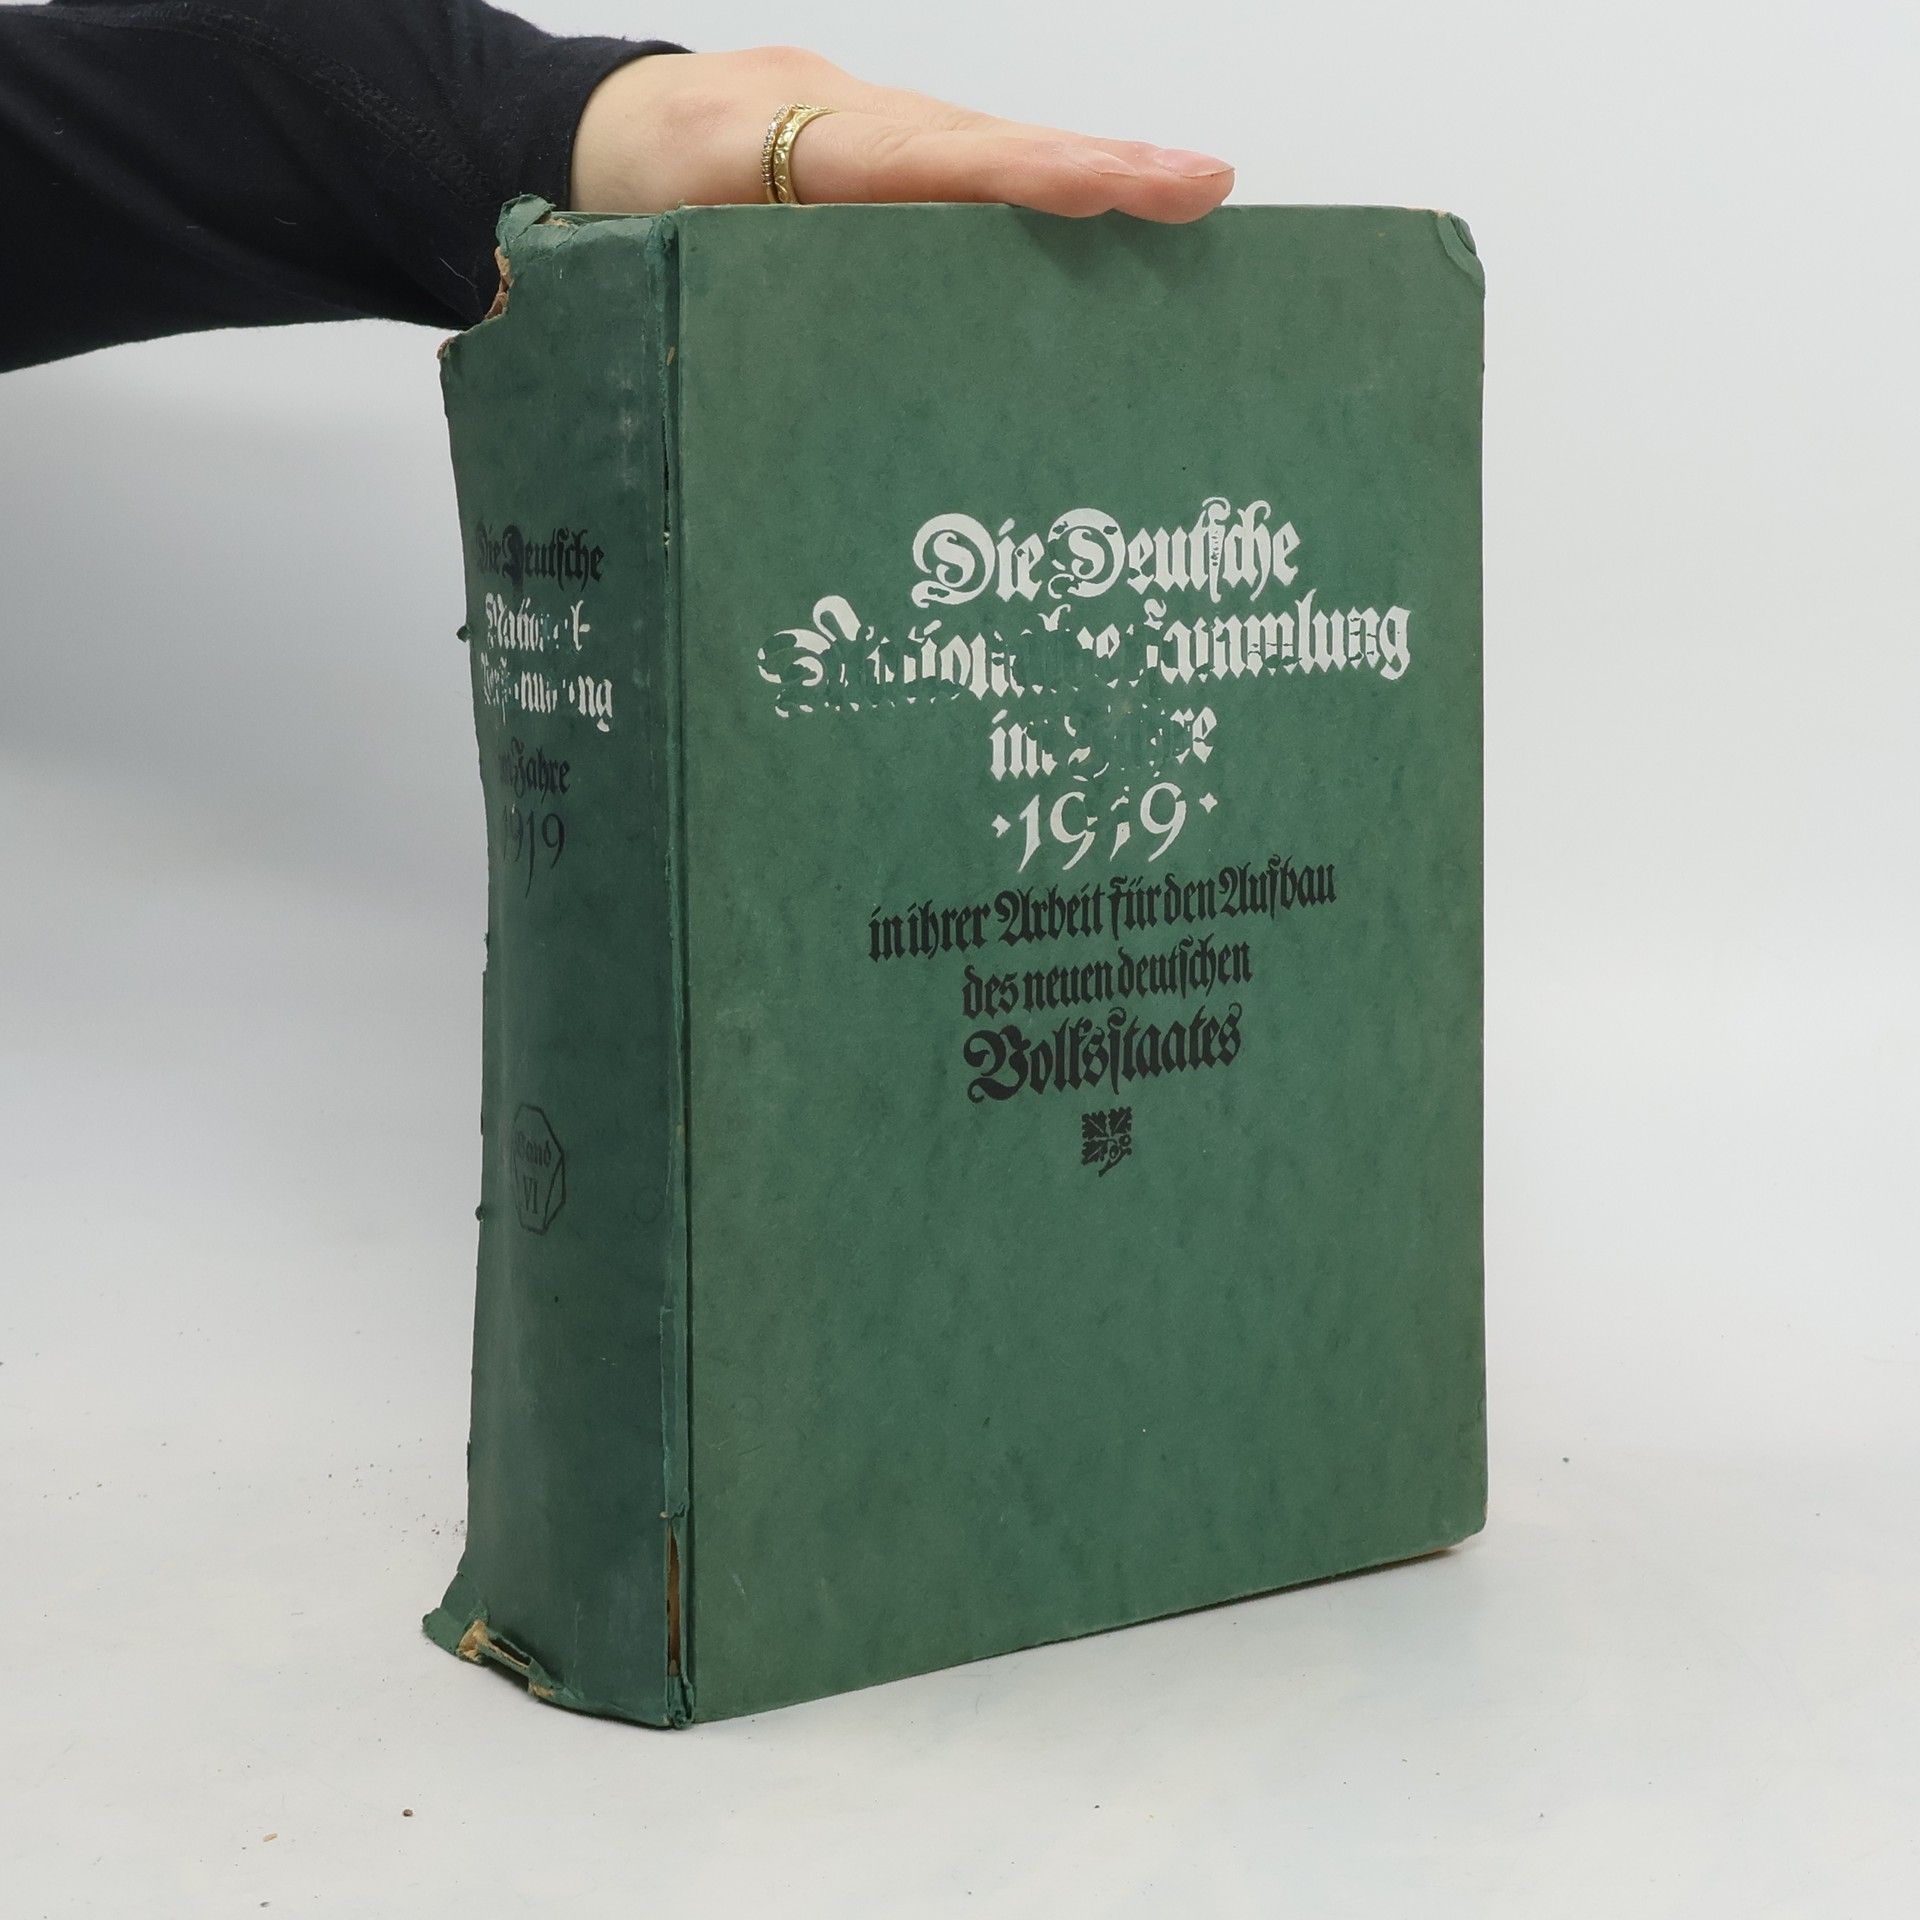 Die Deutsche
National-
Versammlung
im Jahre
1919
Band
VI
Die Deutsche
Nationalversammlung
im Jahre
·1919·
in ihrer Arbeit für den Aufbau
des neuen deutschen
Volksstaates